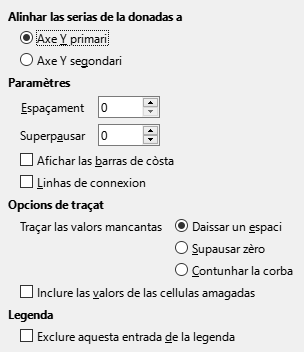 Alinhar las serias de la donadas a
Axe Y primari
Axe Y segondari
Paramètres
Espaçament 0
Superpausar 0
Afichar las barras de còsta
Linhas de connexion
Opcions de traçat
Traçar las valors mancantas Daissar un espaci
Supausar zèro
Contunhar la corba
Inclure las valors de las cellulas amagadas
Legenda
Exclure aquesta entrada de la legenda